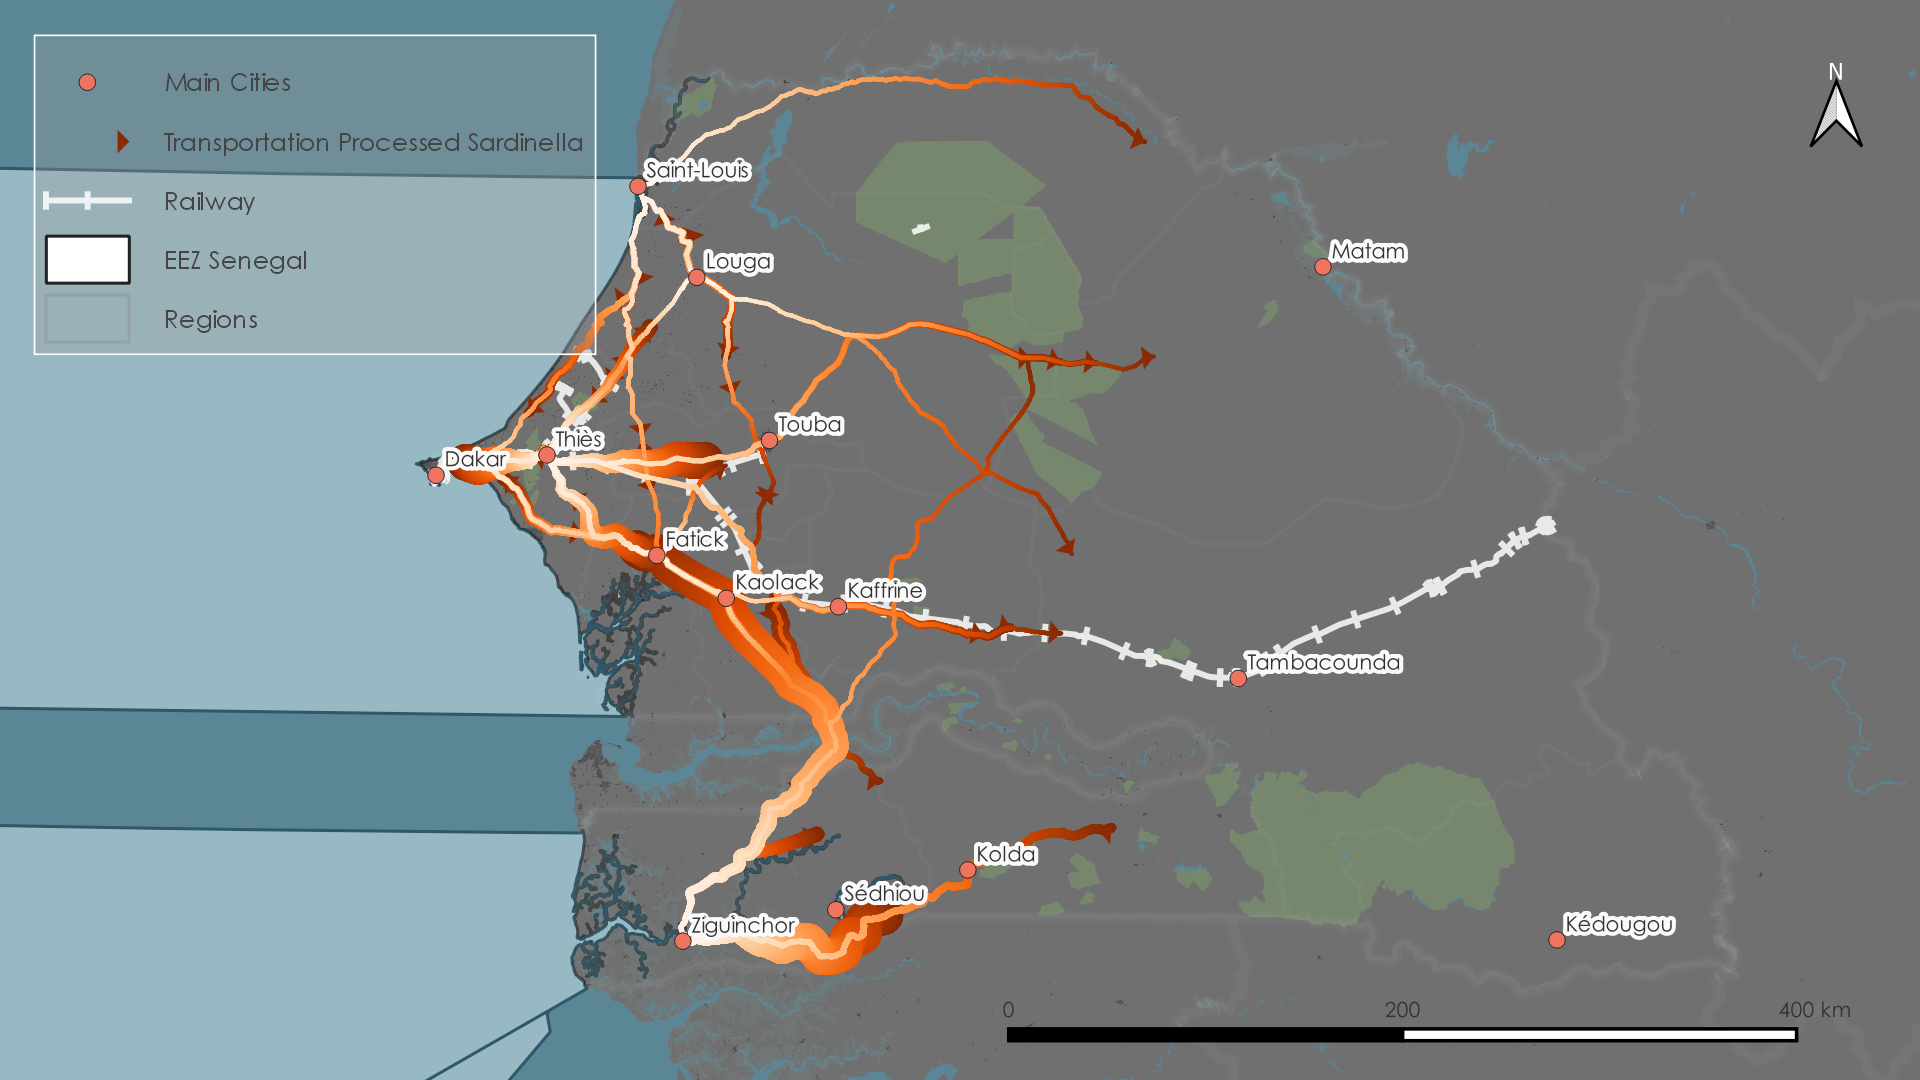 Main Cities
Transportation Processed Sardinella
Railway
EEZ Senegal
Regions
N
Saint-Louis
Louga
Matam
Touba
Thiès
Dakar
Fatick
Kaolack
Kaffrine
Tambacounda
Kolda
Sédhiou
Ziguinchor
Kédougou
0 200 400 km